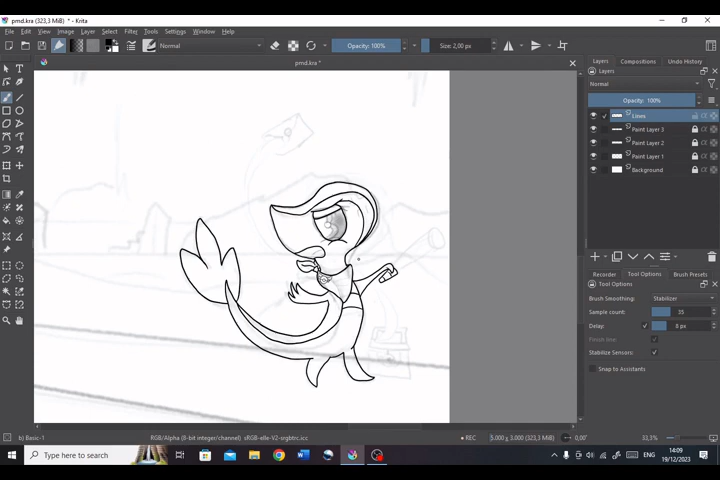 pmd.kra (323,3 MiB) * - Krita
File Edit View Image Layer Select Filter Tools Settings Window Help
Normal Opacity: 100% Size: 2,00 px
pmd.kra *
Layers Compositions Undo History
Layers
Normal
Opacity: 100%
Lines
Paint Layer 3
Paint Layer 2
Paint Layer 1
Background
Recorder Tool Options Brush Presets
Tool Options
Brush Smoothing: Stabilizer
Sample count: 35
Delay: 8 px
Finish line:
Stabilize Sensors:
Snap to Assistants
b) Basic-1 RGB/Alpha (8-bit integer/channel) sRGB-elle-V2-srgbtrc.icc REC 5.000 x 3.000 (323,3 MiB) 0,00° 33,3%
Type here to search ENG 14:09 19/12/2023